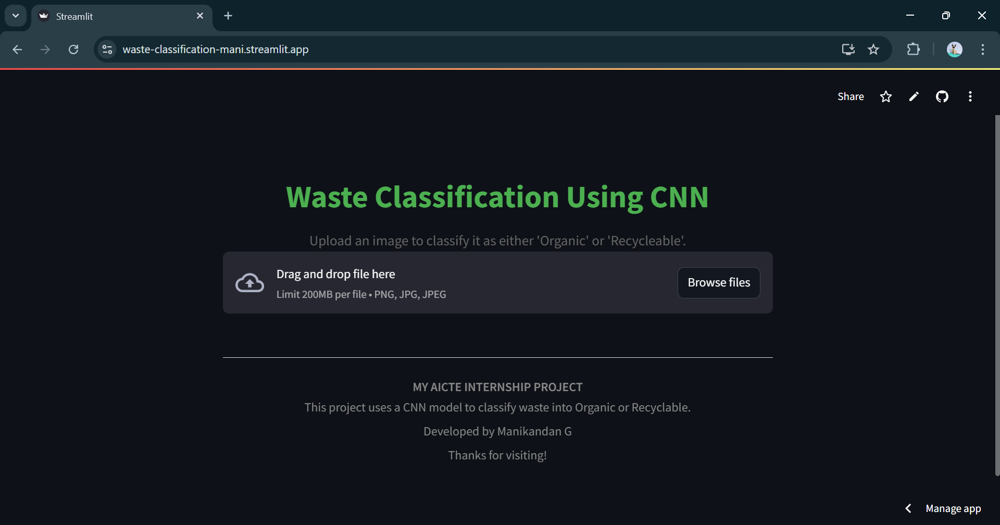 Streamlit
waste-classification-mani.streamlit.app
Share
Waste Classification Using CNN
Upload an image to classify it as either 'Organic' or 'Recycleable'.
Drag and drop file here
Limit 200MB per file • PNG, JPG, JPEG
Browse files
MY AICTE INTERNSHIP PROJECT
This project uses a CNN model to classify waste into Organic or Recyclable.
Developed by Manikandan G
Thanks for visiting!
Manage app